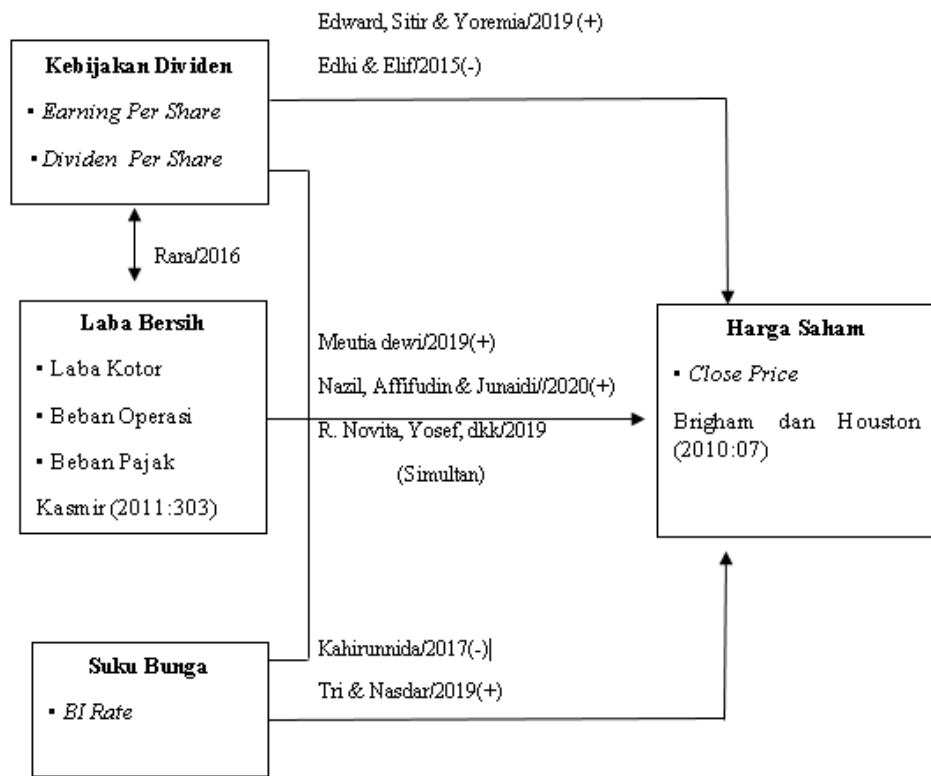 Edward, Sitir & Yoremia/2019 (+)
Edhi & Elif/2015(-)
Kebijakan Dividen
▪ Earning Per Share
▪ Dividen Per Share
Rara/2016
Laba Bersih
▪ Laba Kotor
▪ Beban Operasi
▪ Beban Pajak
Kasmir (2011:303)
Meutia dewi/2019(+)
Nazil, Affifudin & Junaidi//2020(+)
R. Novita, Yosef, dkk/2019
(Simultan)
Harga Saham
▪ Close Price
Brigham dan Houston
(2010:07)
Kahirunnida/2017(-)|
Tri & Nasdar/2019(+)
Suku Bunga
▪ BI Rate